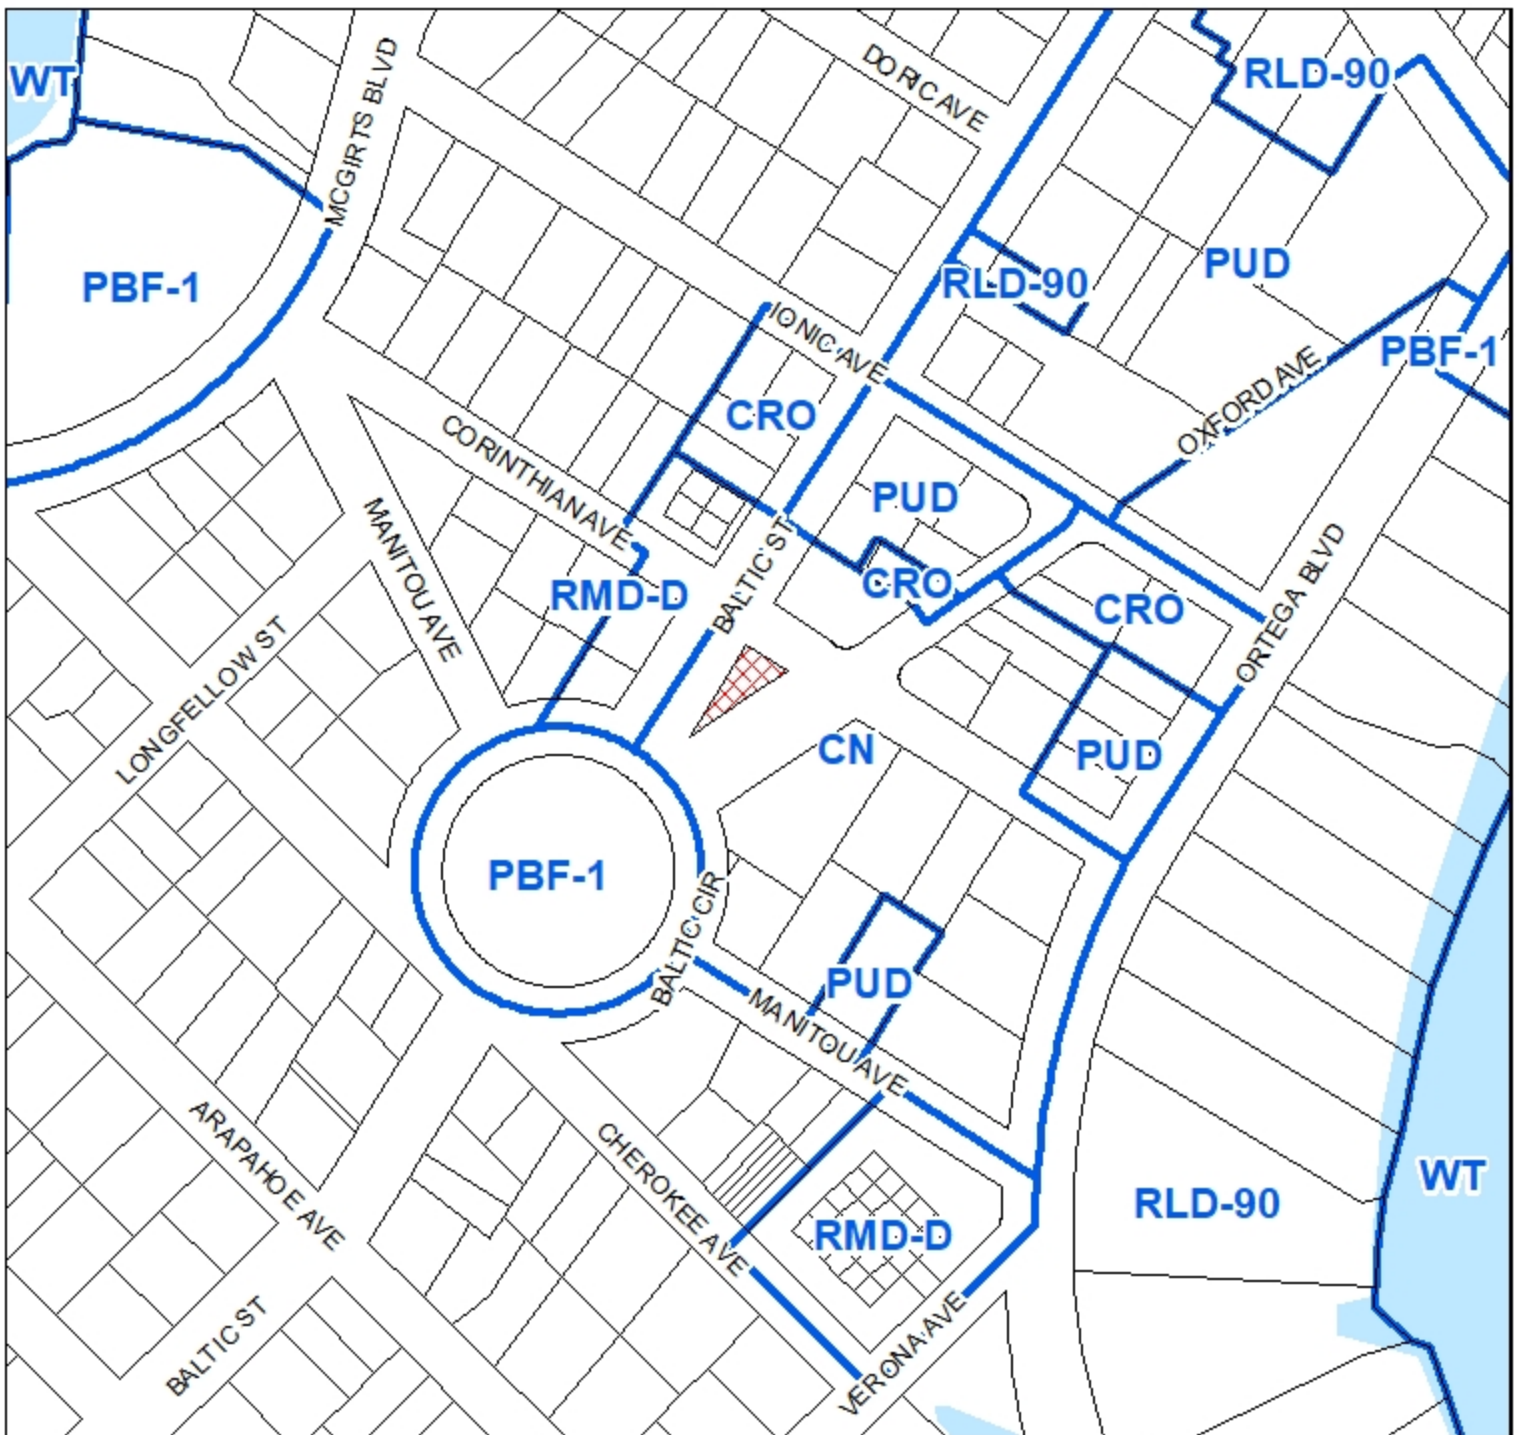 DORIC AVE
RLD-90
WT
MCGIRTS BLVD
PUD
PBF-1
RLD-90
IONIC AVE
PBF-1
OXFORD AVE
CRO
CORINTHIAN AVE
PUD
MANITOU AVE
BALTIC ST
CRO
RMD-D
CRO
ORTEGA BLVD
LONGFELLOW ST
CN
PUD
PBF-1
BALTIC CIR
PUD
MANITOU AVE
ARAPAHOE AVE
WT
CHEROKEE AVE
RLD-90
RMD-D
BALTIC ST
VERONA AVE